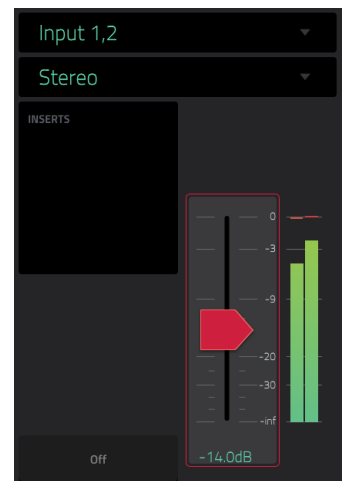 Input 1,2
Stereo
INSERTS
0
-3
-9
-20
-30
-inf
-14.0dB
Off